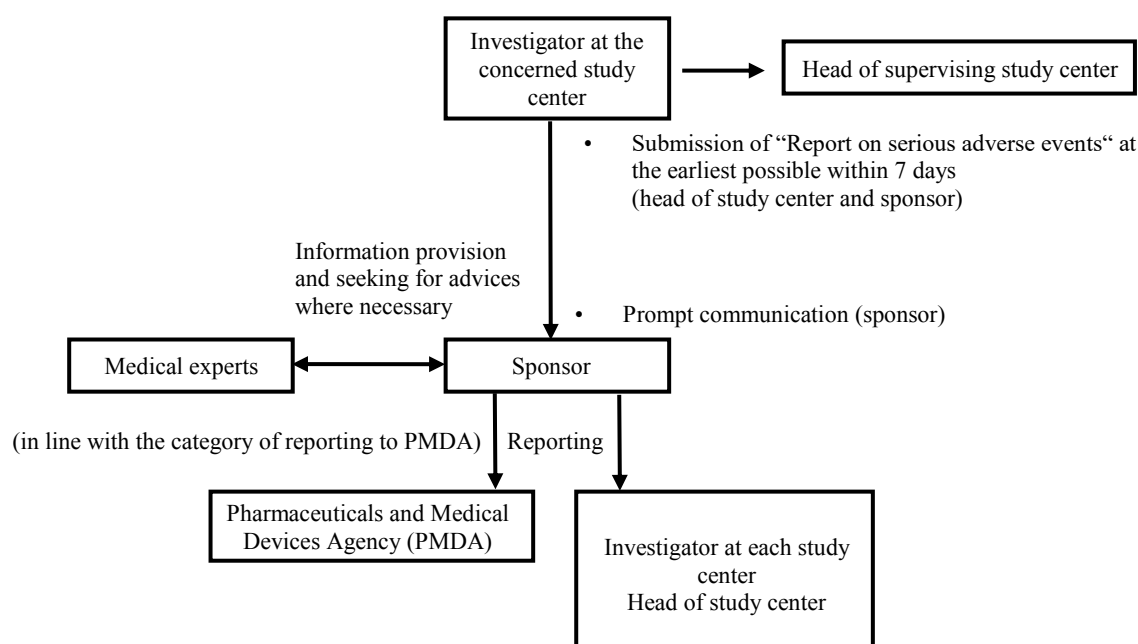 Investigator at the
concerned study
center
Head of supervising study center
• Submission of “Report on serious adverse events“ at
the earliest possible within 7 days
(head of study center and sponsor)
Information provision
and seeking for advices
where necessary
• Prompt communication (sponsor)
Medical experts
Sponsor
(in line with the category of reporting to PMDA)
Reporting
Pharmaceuticals and Medical
Devices Agency (PMDA)
Investigator at each study
center
Head of study center